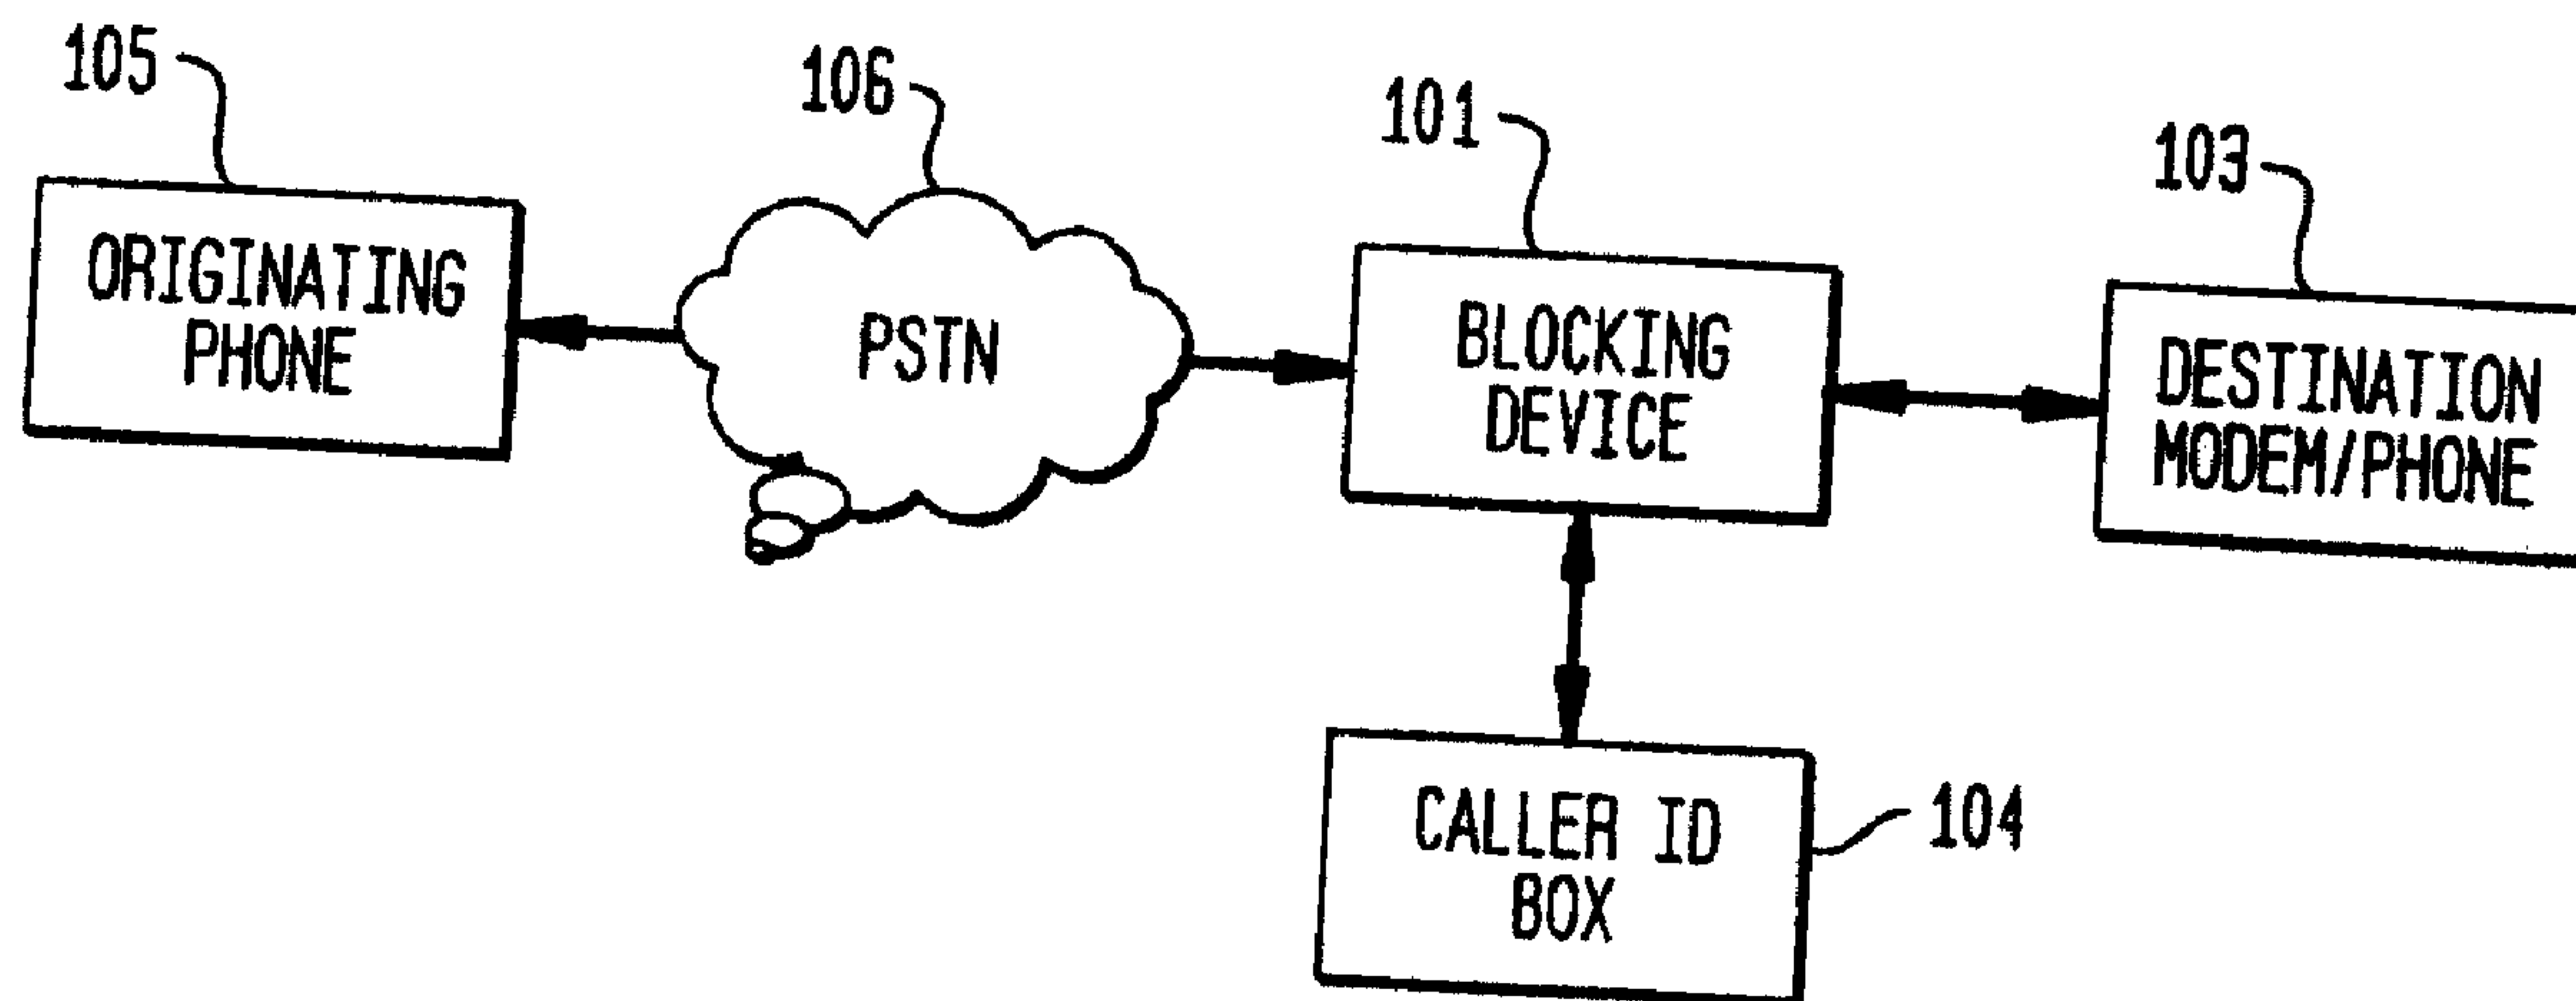 105
106
101
103
ORIGINATING
PHONE
PSTN
BLOCKING
DEVICE
DESTINATION
MODEM/PHONE
CALLER ID
BOX
104